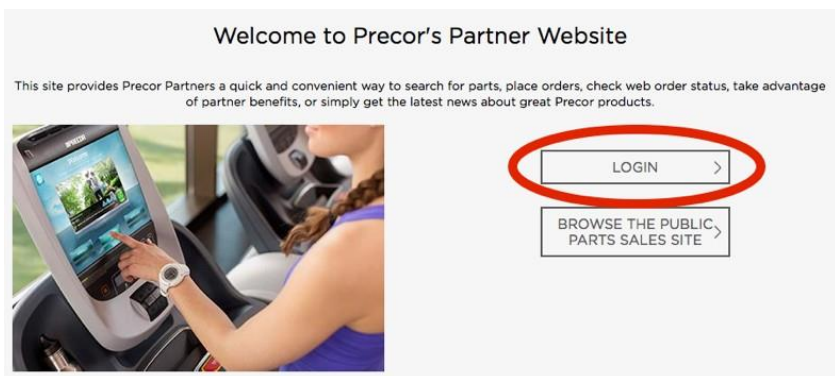 Welcome to Precor's Partner Website
This site provides Precor Partners a quick and convenient way to search for parts, place orders, check web order status, take advantage
of partner benefits, or simply get the latest news about great Precor products.
PRECOR
Welcome
LOGIN
BROWSE THE PUBLIC
PARTS SALES SITE